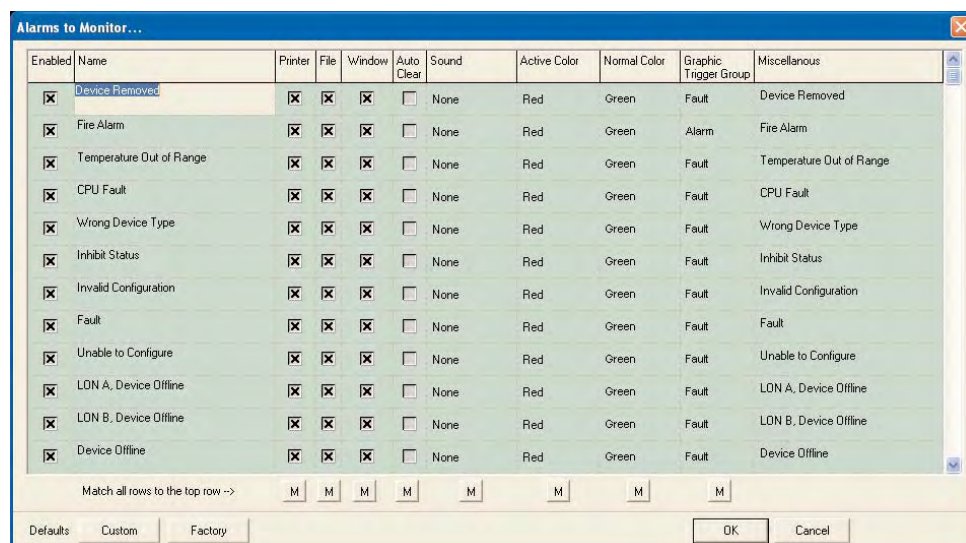 Alarms to Monitor...
Enabled Name Printer File Window Auto Clear Sound Active Color Normal Color Graphic Trigger Group Miscellanous
Device Removed None Red Green Fault Device Removed
Fire Alarm None Red Green Alarm Fire Alarm
Temperature Out of Range None Red Green Fault Temperature Out of Range
CPU Fault None Red Green Fault CPU Fault
Wrong Device Type None Red Green Fault Wrong Device Type
Inhibit Status None Red Green Fault Inhibit Status
Invalid Configuration None Red Green Fault Invalid Configuration
Fault None Red Green Fault Fault
Unable to Configure None Red Green Fault Unable to Configure
LON A, Device Offline None Red Green Fault LON A, Device Offline
LON B, Device Offline None Red Green Fault LON B, Device Offline
Device Offline None Red Green Fault Device Offline
Match all rows to the top row --> M M M M M M M M
Defaults Custom Factory OK Cancel